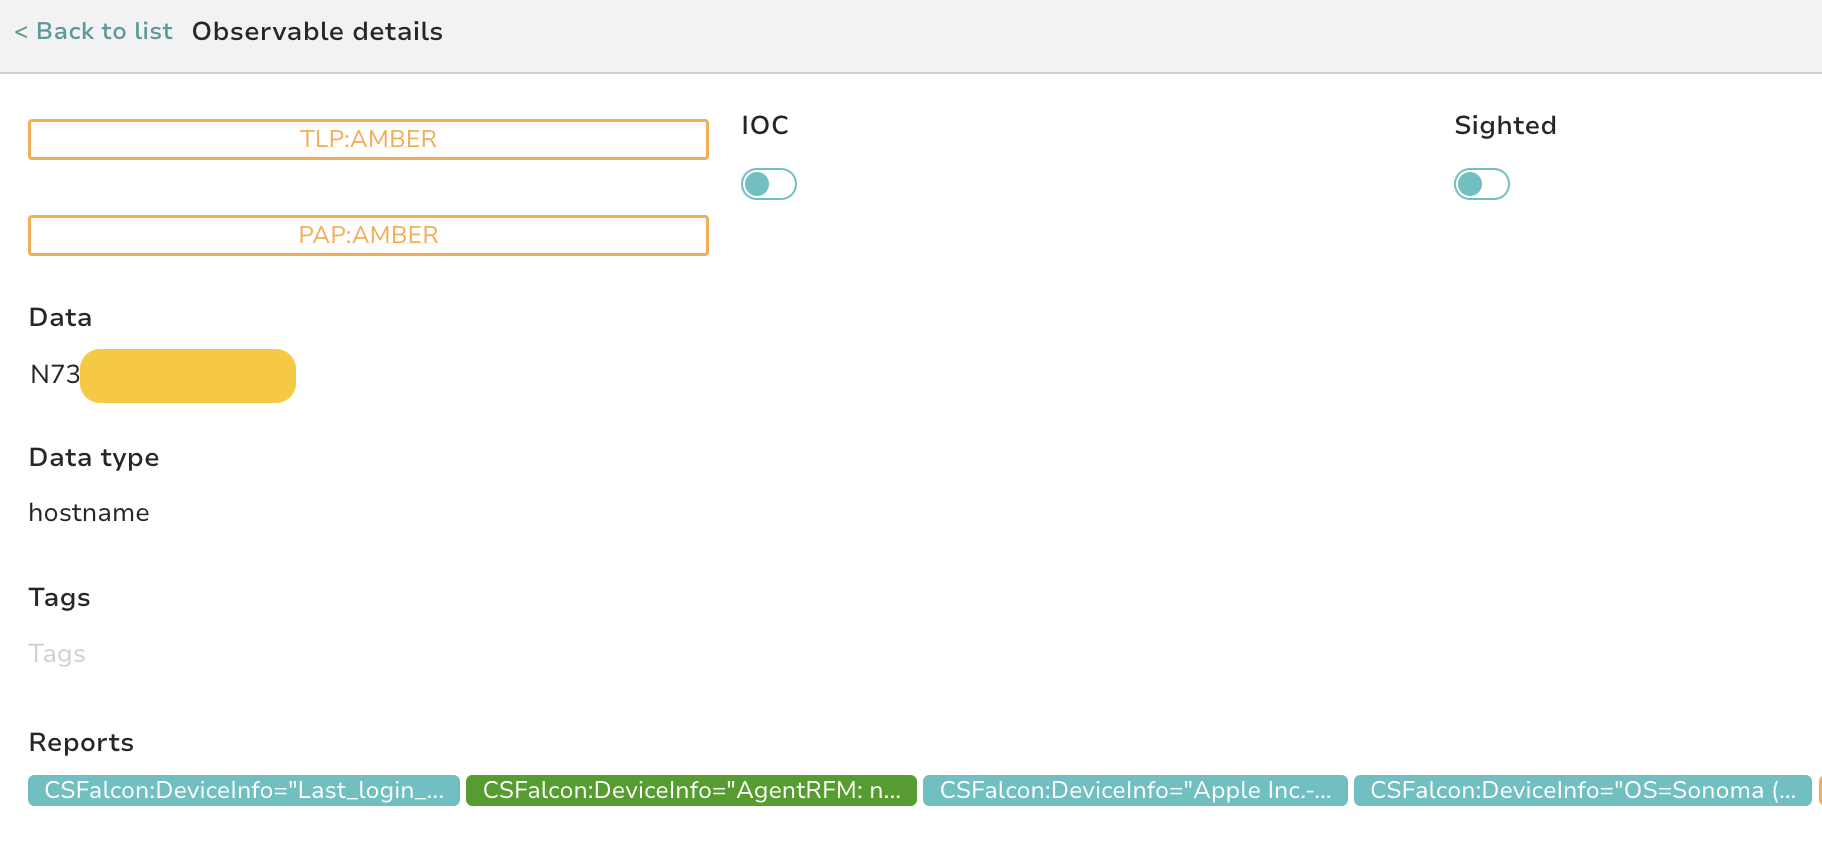 < Back to list Observable details
TLP:AMBER
IOC
Sighted
PAP:AMBER
Data
N73
Data type
hostname
Tags
Tags
Reports
CSFalcon:DeviceInfo="Last_login_... CSFalcon:DeviceInfo="AgentRFM: n... CSFalcon:DeviceInfo="Apple Inc.-... CSFalcon:DeviceInfo="OS=Sonoma (...